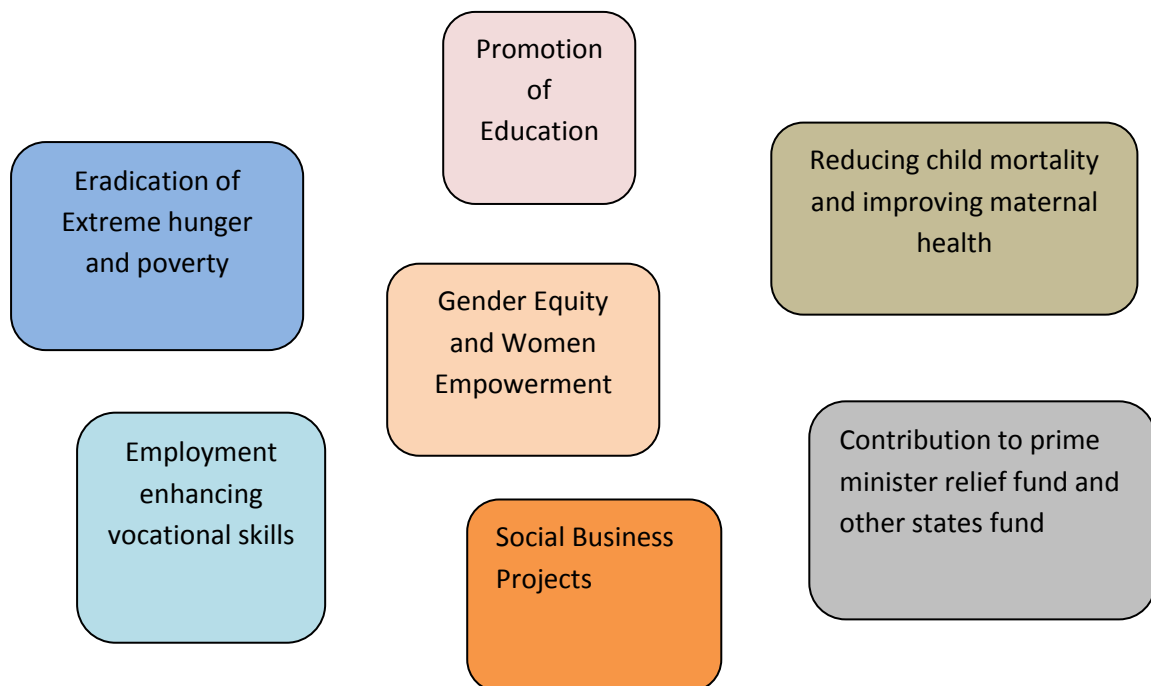 Promotion
of
Education
Eradication of
Extreme hunger
and poverty
Reducing child mortality
and improving maternal
health
Gender Equity
and Women
Empowerment
Employment
enhancing
vocational skills
Contribution to prime
minister relief fund and
other states fund
Social Business
Projects